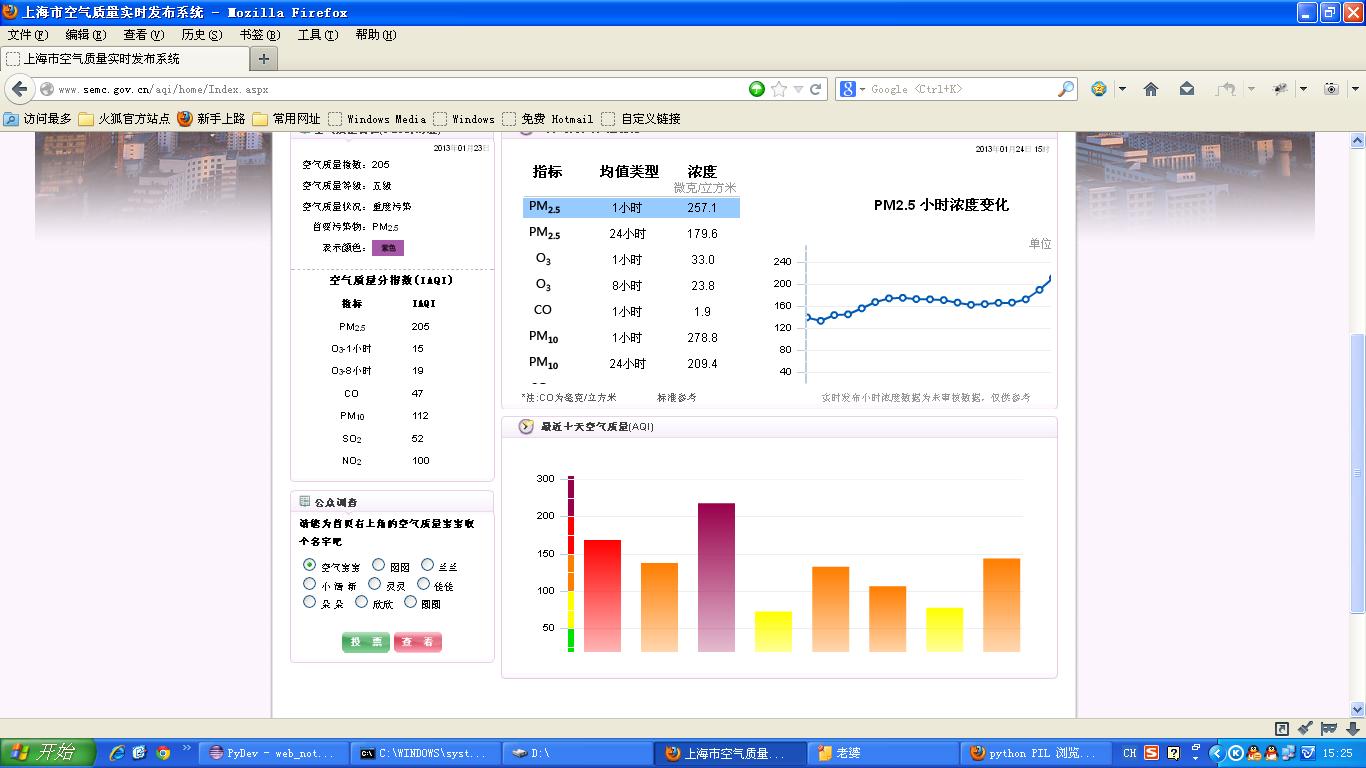 上海市空气质量实时发布系统 - Mozilla Firefox
文件(F) 编辑(E) 查看(V) 历史(S) 书签(B) 工具(T) 帮助(H)
上海市空气质量实时发布系统
www.semc.gov.cn/aqi/home/Index.aspx
Google <Ctrl+K>
访问最多 火狐官方站点 新手上路 常用网址 Windows Media Windows 免费 Hotmail 自定义链接
2013年01月23日
空气质量指数: 205
空气质量等级: 五级
空气质量状况: 重度污染
首要污染物: PM2.5
表示颜色: 紫色
空气质量分指数(IAQI)
指标 IAQI
PM2.5 205
O3-1小时 15
O3-8小时 19
CO 47
PM10 112
SO2 52
NO2 100
公众调查
请您为首页右上角的空气质量宝宝取
个名字吧
空气宝宝 图图 兰兰
小清新 灵灵 佳佳
朵朵 欣欣 圆圆
投 票 查 看
2013年01月24日 15时
指标 均值类型 浓度
微克/立方米
PM2.5 1小时 257.1
PM2.5 24小时 179.6
O3 1小时 33.0
O3 8小时 23.8
CO 1小时 1.9
PM10 1小时 278.8
PM10 24小时 209.4
*注:CO为毫克/立方米 标准参考
PM2.5 小时浓度变化
单位
240
200
160
120
80
40
实时发布小时浓度数据为未审核数据，仅供参考
最近十天空气质量(AQI)
300
200
150
100
50
开始 PyDev - web_not... C:\WINDOWS\syst... D:\ 上海市空气质量... 老婆 python PIL 浏览... CH 15:25